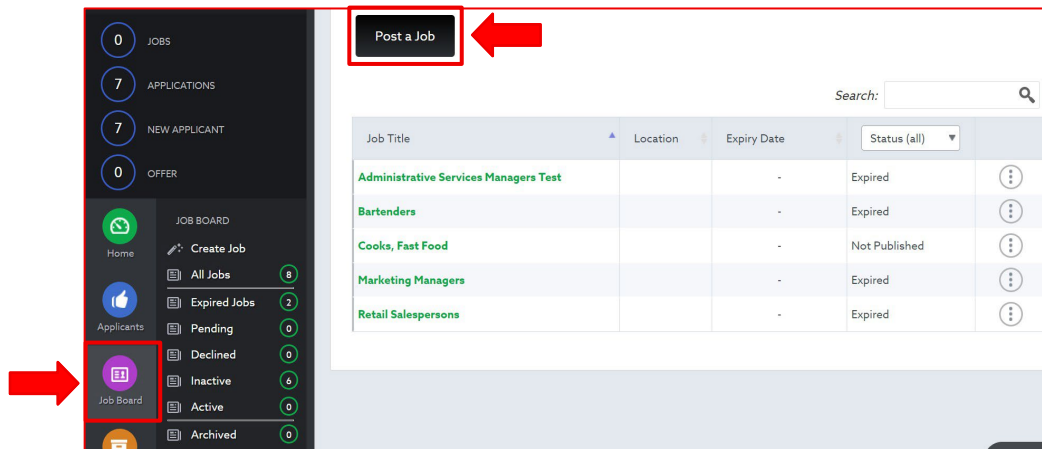 0 JOBS
7 APPLICATIONS
7 NEW APPLICANT
0 OFFER
Home
Applicants
Job Board
JOB BOARD
Create Job
All Jobs 8
Expired Jobs 2
Pending 0
Declined 0
Inactive 6
Active 0
Archived 0
Post a Job
Search:
Job Title Location Expiry Date Status (all)
Administrative Services Managers Test - Expired
Bartenders - Expired
Cooks, Fast Food - Not Published
Marketing Managers - Expired
Retail Salespersons - Expired